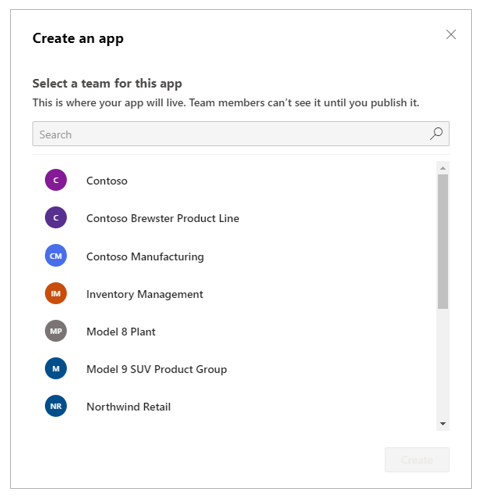 Create an app
Select a team for this app
This is where your app will live. Team members can't see it until you publish it.
Search
C Contoso
C Contoso Brewster Product Line
CM Contoso Manufacturing
IM Inventory Management
MP Model 8 Plant
M Model 9 SUV Product Group
NR Northwind Retail
Create